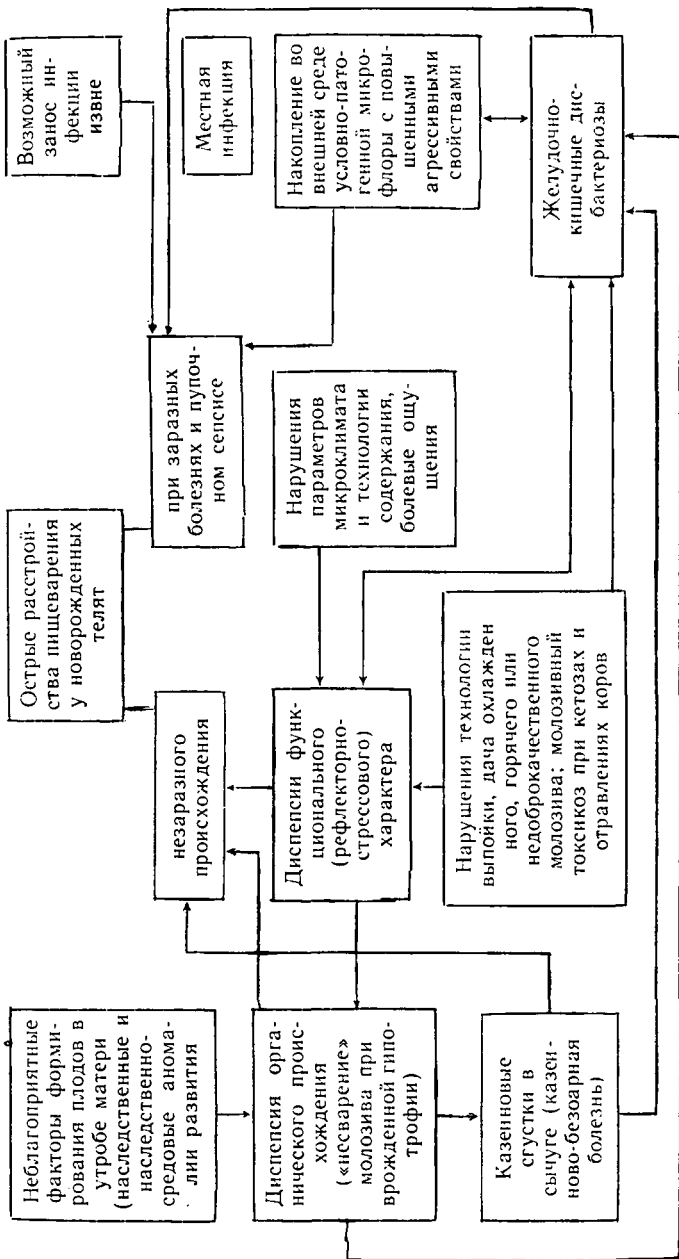 Неблагоприятные
факторы форми-
рования плодов в
утробе матери
(наследственные и
наследственно-
средовые анома-
лии развития
Острые расстрой-
ства пищеварения
у новорожденных
телят
Возможный
занос ин-
фекции
извне
незаразного
происхождения
при заразных
болезнях и пупоч-
ном сепсисе
Местная
инфекция
Диспепсия орга-
нического проис-
хождения
(«несварение»
молозива при
врожденной гипо-
трофии)
Диспепсии функ-
ционального
(рефлекторно-
стрессового)
характера
Нарушения
параметров
микроклимата
и технологии
содержания,
болевые ощу-
щения
Накопление во
внешней среде
условно-пато-
генной микро-
флоры с повы-
шенными
агрессивными
свойствами
Казеиновые
сгустки в
сычуге (казеи-
ново-безоарная
болезнь)
Нарушения технологии
выпойки, дача охлажден
ного, горячего или
недоброкачественного
молозива; молозивный
токсикоз при кетозах и
отравлениях коров
Желудочно-
кишечные дис-
бактериозы